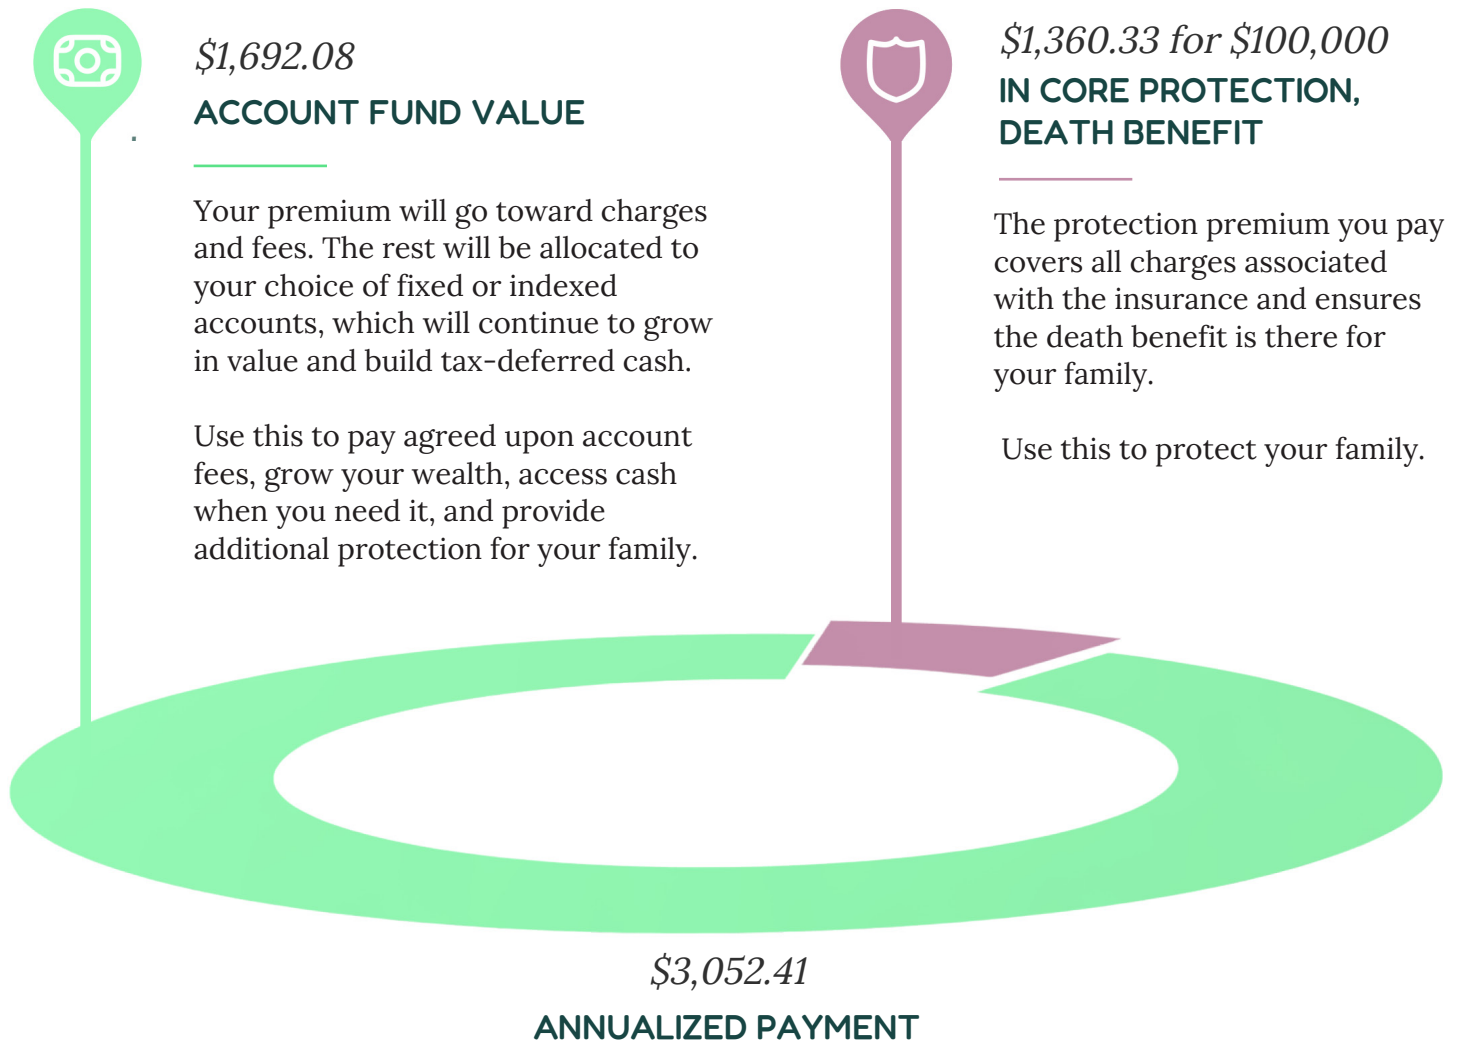 $1,692.08
ACCOUNT FUND VALUE
Your premium will go toward charges
and fees. The rest will be allocated to
your choice of fixed or indexed
accounts, which will continue to grow
in value and build tax-deferred cash.
Use this to pay agreed upon account
fees, grow your wealth, access cash
when you need it, and provide
additional protection for your family.
$1,360.33 for $100,000
IN CORE PROTECTION,
DEATH BENEFIT
The protection premium you pay
covers all charges associated
with the insurance and ensures
the death benefit is there for
your family.
Use this to protect your family.
$3,052.41
ANNUALIZED PAYMENT